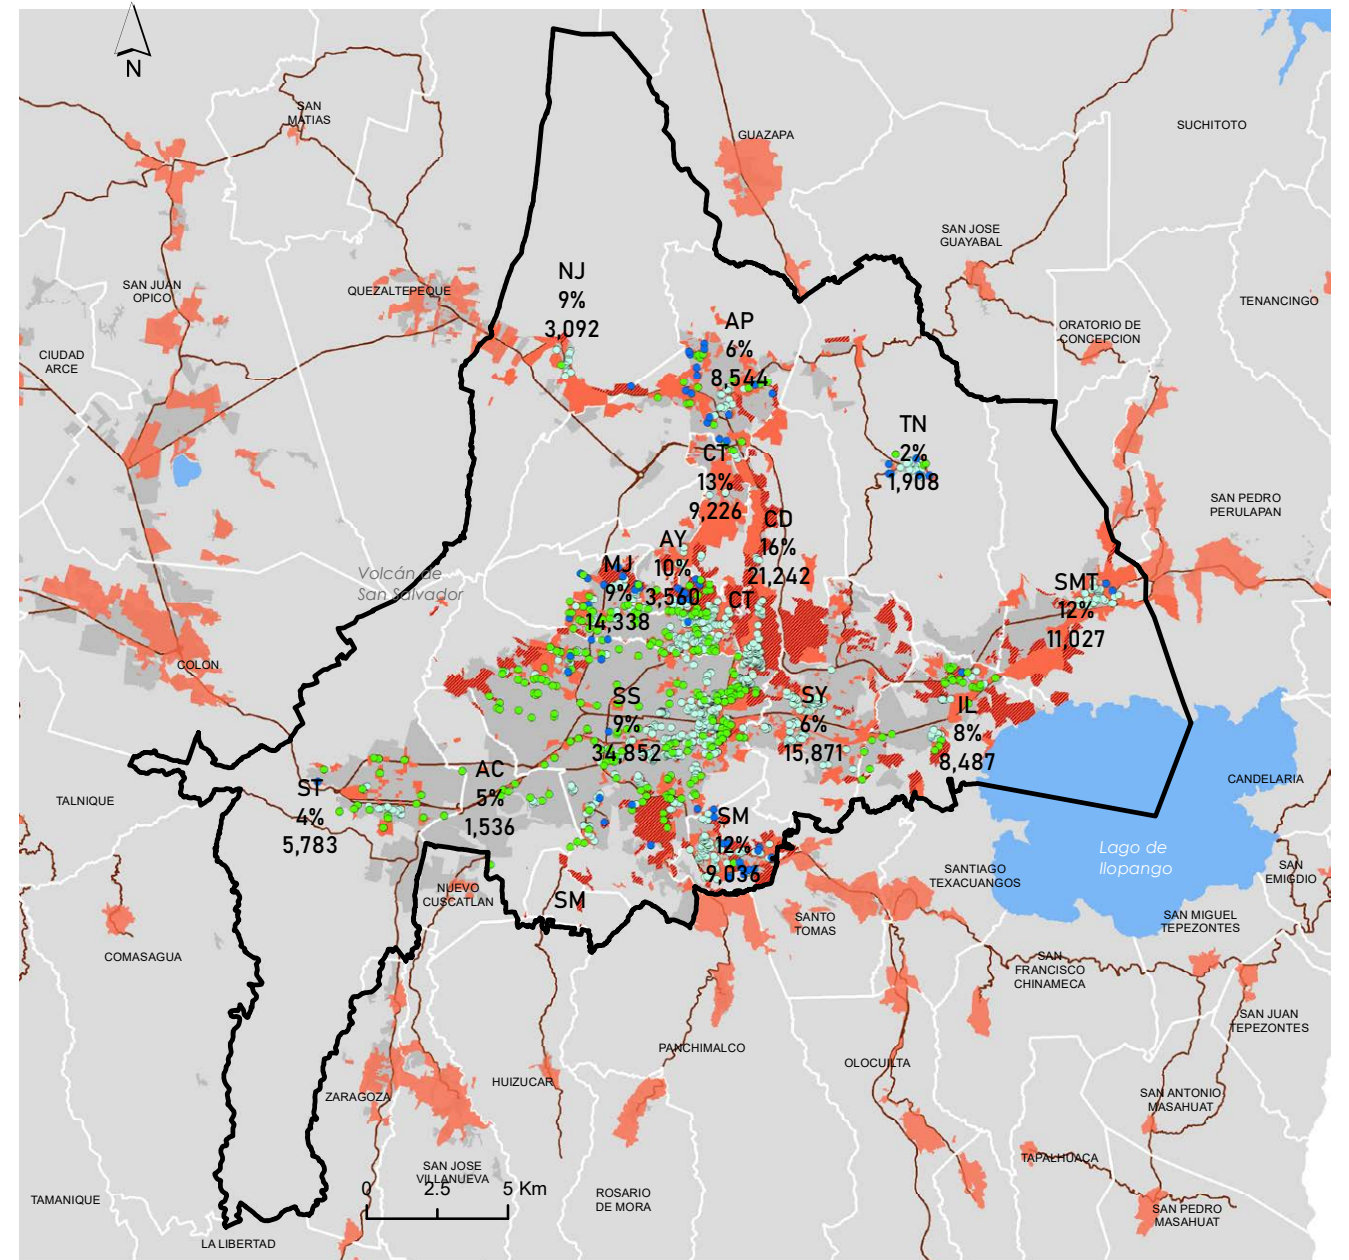 N
SAN
MATIAS
GUAZAPA
SUCHITOTO
SAN JOSE
GUAYABAL
NJ
9%
3,092
SAN JUAN
OPICO
QUEZALTEPEQUE
TENANCINGO
AP
6%
8,544
ORATORIO DE
CONCEPCION
CIUDAD
ARCE
TN
2%
1,908
CT
13%
9,226
SAN PEDRO
PERULAPAN
CD
16%
21,242
AY
10%
3,560
MJ
9%
14,338
Volcán de
San Salvador
CT
SMT
12%
11,027
COLON
SS
9%
34,852
SY
6%
15,871
IL
8%
8,487
AC
5%
1,536
ST
4%
5,783
TALNIQUE
CANDELARIA
SM
12%
9,036
Lago de
Ilopango
SANTIAGO
TEXACUANGOS
SAN
EMIGDIO
NUEVO
CUSCATLAN
SM
SANTO
TOMAS
SAN MIGUEL
TEPEZONTES
COMASAGUA
SAN
FRANCISCO
CHINAMECA
SAN JUAN
TEPEZONTES
PANCHIMALCO
OLOCUILTA
HUIZUCAR
ZARAGOZA
SAN ANTONIO
MASAHUAT
TAPALHUACA
SAN JOSE
VILLANUEVA
0 2.5 5 Km
TAMANIQUE
ROSARIO
DE MORA
SAN PEDRO
MASAHUAT
LA LIBERTAD